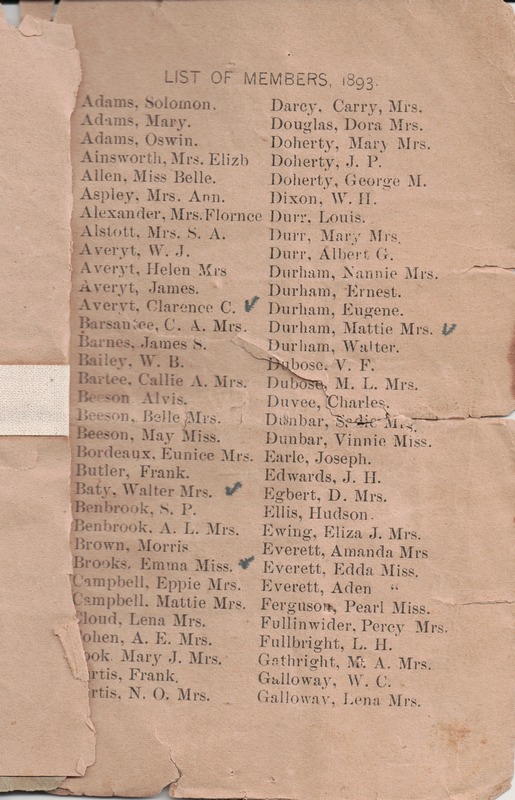 LIST OF MEMBERS, 1893.
Adams, Solomon.
Adams, Mary.
Adams, Oswin.
Ainsworth, Mrs. Elizb
Allen, Miss Belle.
Aspley, Mrs. Ann.
Alexander, Mrs. Flornce
Alstott, Mrs. S. A.
Averyt, W. J.
Averyt, Helen Mrs
Averyt, James.
Averyt, Clarence C.
Barsantee, C. A. Mrs.
Barnes, James S.
Bailey, W. B.
Bartee, Callie A. Mrs.
Beeson Alvis.
Beeson, Belle Mrs.
Beeson, May Miss.
Bordeaux, Eunice Mrs.
Butler, Frank.
Baty, Walter Mrs.
Benbrook, S. P.
Benbrook. A. L. Mrs.
Brown, Morris
Brooks, Emma Miss.
Campbell, Eppie Mrs.
Campbell. Mattie Mrs.
Cloud, Lena Mrs.
ohen, A. E. Mrs.
ook. Mary J. Mrs.
rtis, Frank.
rtis, N. O. Mrs.
Darcy, Carry, Mrs.
Douglas, Dora Mrs.
Doherty, Mary Mrs.
Doherty, J. P.
Doherty, George M.
Dixon, W. H.
Durr, Louis.
Durr, Mary Mrs.
Durr, Albert G.
Durham, Nannie Mrs.
Durham, Ernest.
Durham, Eugene.
Durham, Mattie Mrs.
Durham, Walter.
Dubose, V. F.
Dubose, M. L. Mrs.
Duvee, Charles.
Dunbar, Sadie Mrs.
Dunbar, Vinnie Miss.
Earle, Joseph.
Edwards, J. H.
Egbert, D. Mrs.
Ellis, Hudson.
Ewing, Eliza J. Mrs.
Everett, Amanda Mrs
Everett, Edda Miss.
Everett, Aden "
Ferguson, Pearl Miss.
Fullinwider, Percy Mrs.
Fullbright, L. H.
Gathright, M. A. Mrs.
Galloway, W. C.
Galloway, Lena Mrs.